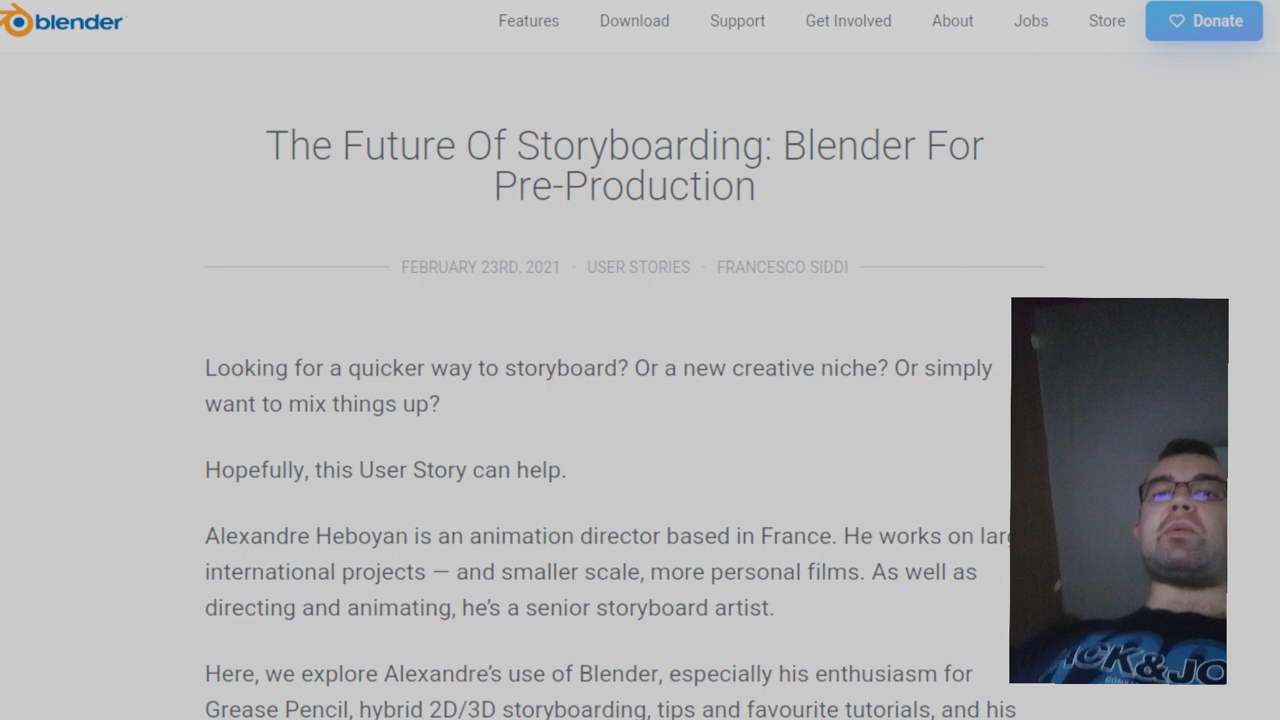 blender
Features
Download
Support
Get Involved
About
Jobs
Store
Donate
The Future Of Storyboarding: Blender For
Pre-Production
FEBRUARY 23RD, 2021 · USER STORIES · FRANCESCO SIDDI
Looking for a quicker way to storyboard? Or a new creative niche? Or simply
want to mix things up?
Hopefully, this User Story can help.
Alexandre Heboyan is an animation director based in France. He works on
international projects — and smaller scale, more personal films. As well as
directing and animating, he's a senior storyboard artist.
Here, we explore Alexandre's use of Blender, especially his enthusiasm for
Grease Pencil, hybrid 2D/3D storyboarding, tips and favourite tutorials, and his